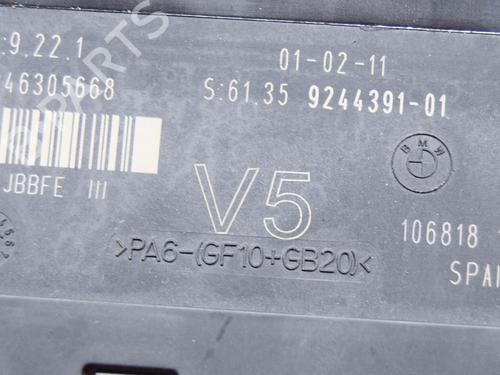 .9.22.1
01-02-11
46305668
S:61.35 9244391-01
BMW
JBBFE III
V5
106818
>PA6-(GF10+GB20)<
SPAI
PARTS